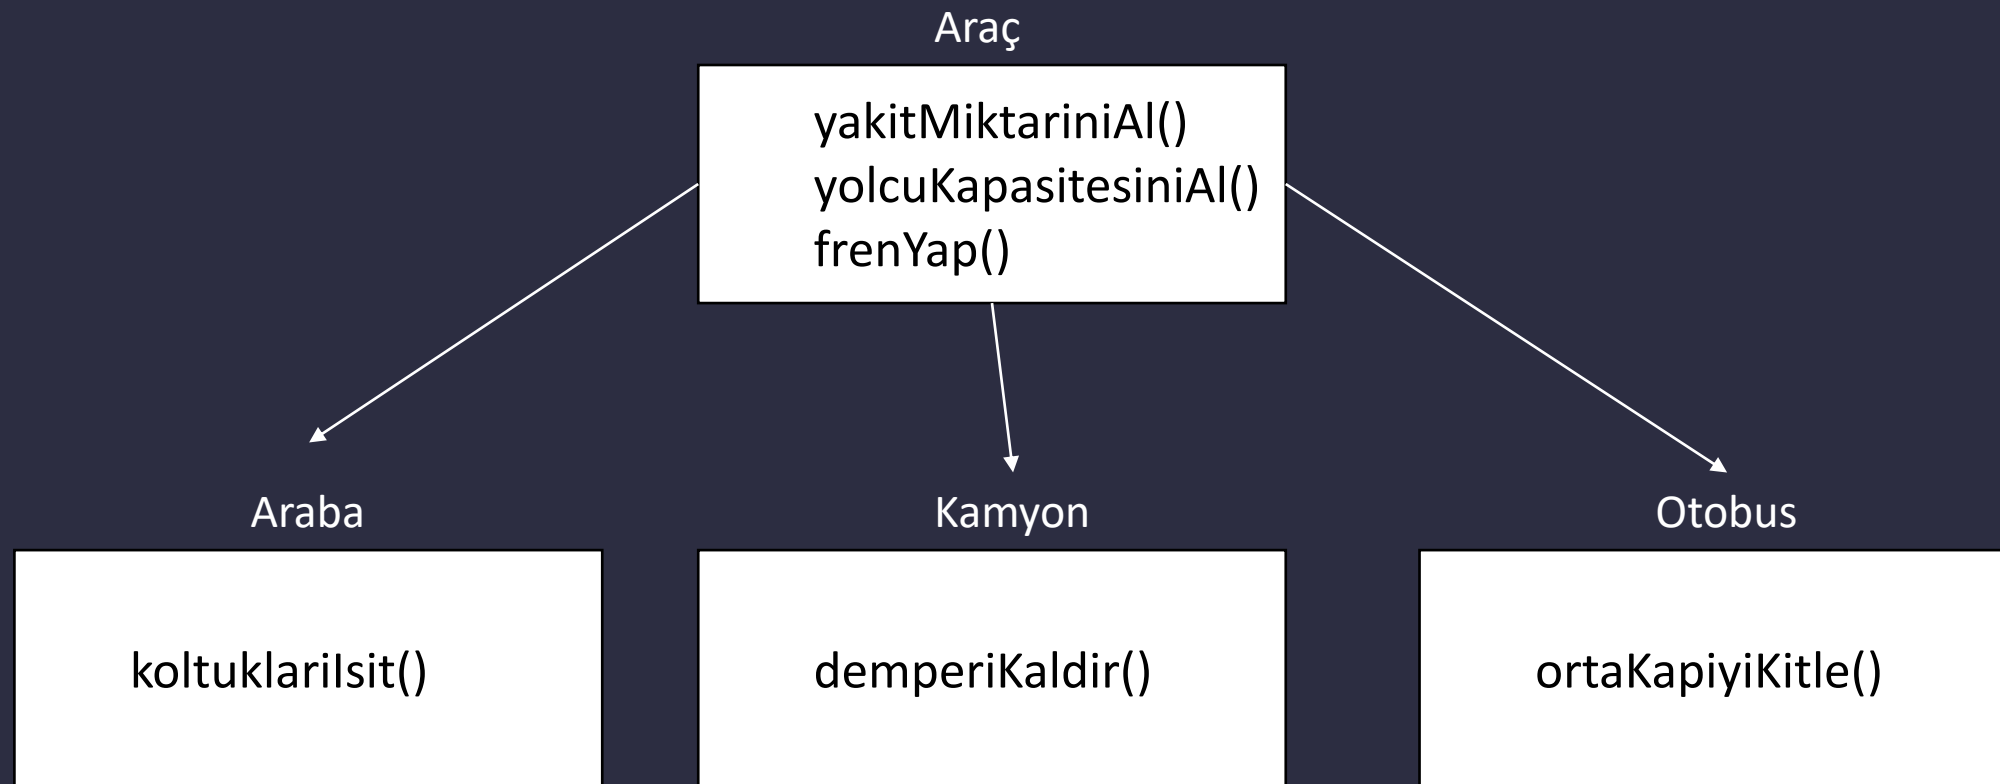 Araç
yakitMiktariniAl()
yolcuKapasitesiniAl()
frenYap()
Araba
Kamyon
Otobus
koltuklariIsit()
demperiKaldir()
ortaKapiyiKitle()